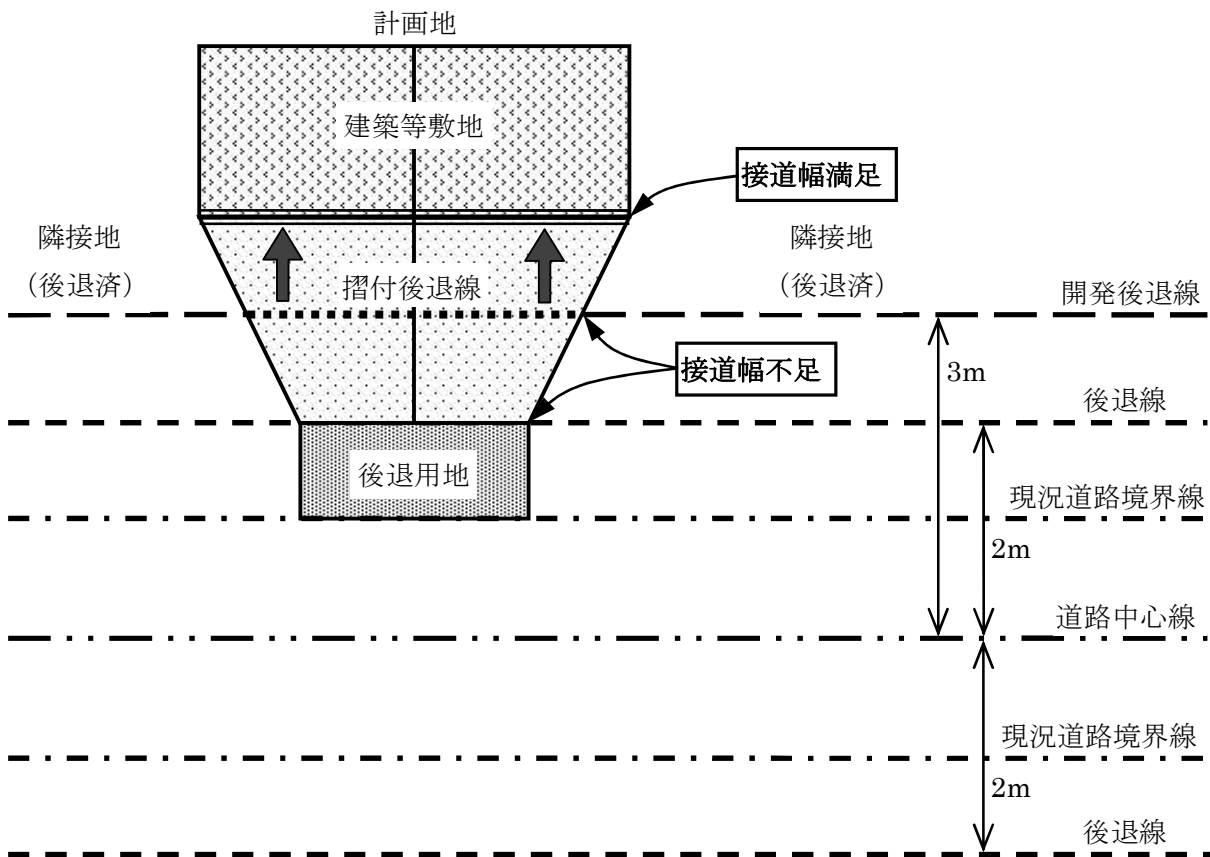 計画地
建築等敷地
接道幅満足
隣接地
（後退済）
隣接地
（後退済）
摺付後退線
開発後退線
接道幅不足
3m
後退線
後退用地
現況道路境界線
2m
道路中心線
現況道路境界線
2m
後退線